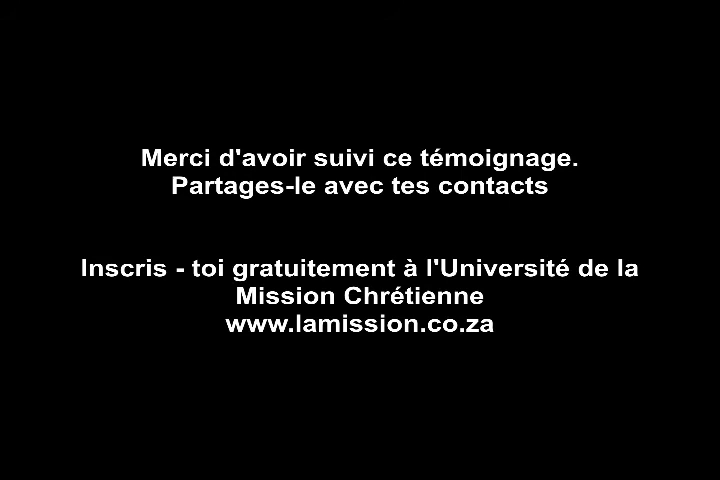 Merci d'avoir suivi ce témoignage.
Partages-le avec tes contacts
Inscris - toi gratuitement à l'Université de la
Mission Chrétienne
www.lamission.co.za